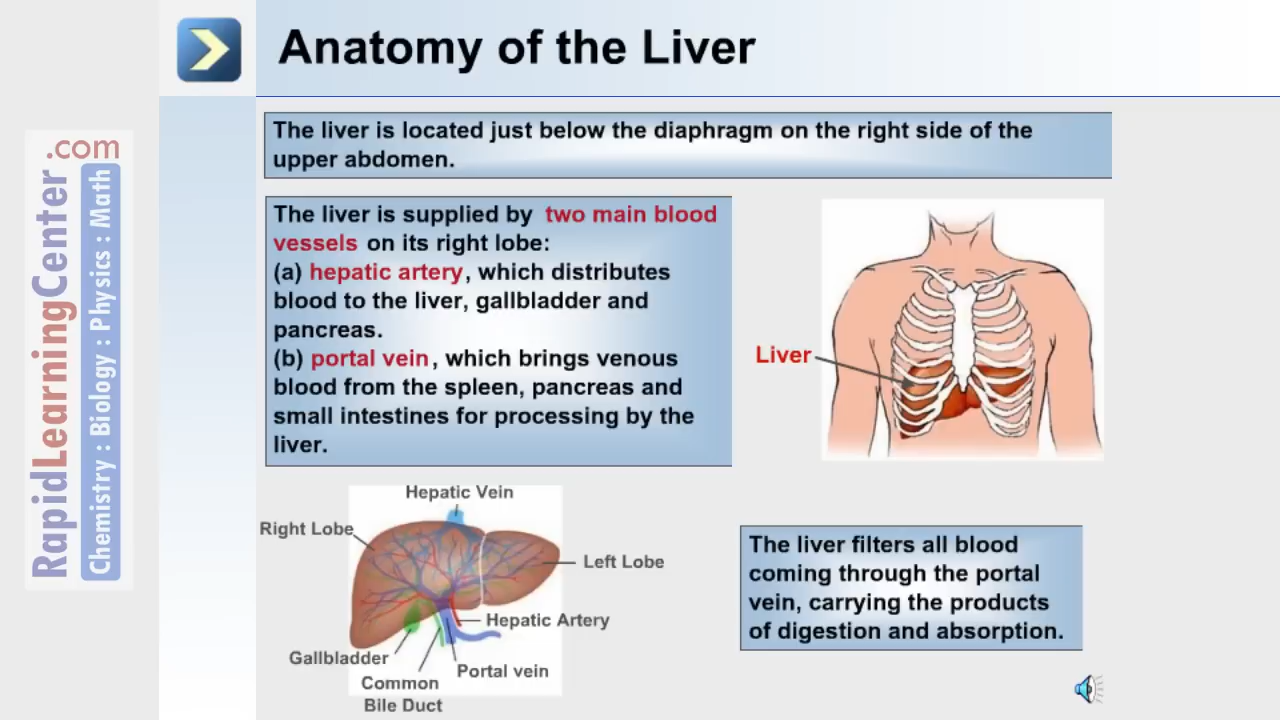 Anatomy of the Liver
RapidLearningCenter.com
Chemistry : Biology : Physics : Math
The liver is located just below the diaphragm on the right side of the
upper abdomen.
The liver is supplied by two main blood
vessels on its right lobe:
(a) hepatic artery, which distributes
blood to the liver, gallbladder and
pancreas.
(b) portal vein, which brings venous
blood from the spleen, pancreas and
small intestines for processing by the
liver.
Liver
Hepatic Vein
Right Lobe
Left Lobe
Hepatic Artery
Gallbladder
Portal vein
Common
Bile Duct
The liver filters all blood
coming through the portal
vein, carrying the products
of digestion and absorption.